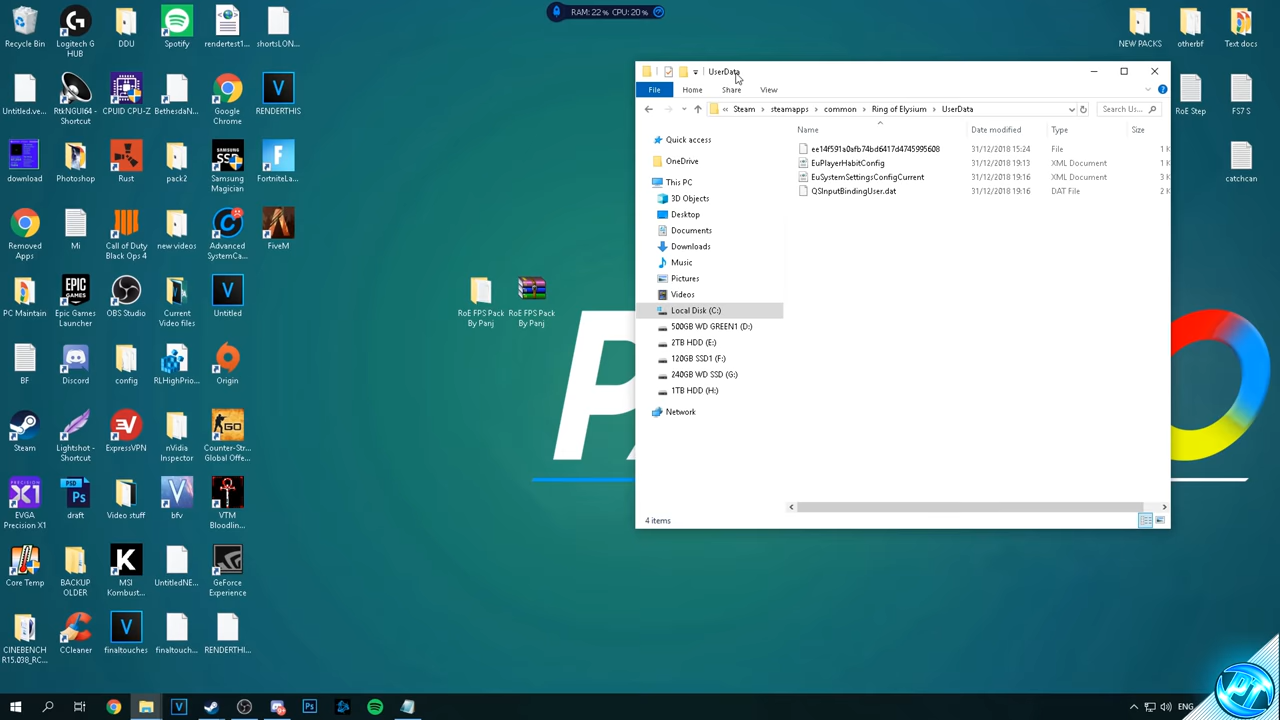 RAM: 22 % CPU: 20 %
Recycle Bin
Logitech G
HUB
DDU
Spotify
rendertest1...
shortsLON...
NEW PACKS
otherbf
Text docs
Untitled.ve...
RtkNGUI64 -
Shortcut
CPUID CPU-Z
BethesdaN...
Google
Chrome
RENDERTHIS
RoE Step
FS7 S
download
Photoshop
Rust
pack2
Samsung
Magician
FortniteLa...
catchcan
Removed
Apps
Mi
Call of Duty
Black Ops 4
new videos
Advanced
SystemCa...
FiveM
PC Maintain
Epic Games
Launcher
OBS Studio
Current
Video files
Untitled
BF
Discord
config
RLHighPrio...
Origin
Steam
Lightshot -
Shortcut
ExpressVPN
nVidia
Inspector
Counter-Str...
Global Offe...
EVGA
Precision X1
draft
Video stuff
bfv
VTM
Bloodlin...
Core Temp
BACKUP
OLDER
MSI
Kombust...
UntitledNE...
GeForce
Experience
CINEBENCH
R15.038_RC...
CCleaner
finaltouches
finaltouch...
RENDERTHI...
RoE FPS Pack
By Panj
RoE FPS Pack
By Panj
UserData
File Home Share View
« Steam > steamapps > common > Ring of Elysium > UserData
Search Us...
Name Date modified Type Size
ee14f591a0afb74bd6417d4745995608 31/12/2018 15:24 File 1 K
EuPlayerHabitConfig 31/12/2018 19:13 XML Document 1 K
EuSystemSettingsConfigCurrent 31/12/2018 19:16 XML Document 3 K
QSInputBindingUser.dat 31/12/2018 19:16 DAT File 2 K
Quick access
OneDrive
This PC
3D Objects
Desktop
Documents
Downloads
Music
Pictures
Videos
Local Disk (C:)
500GB WD GREEN1 (D:)
2TB HDD (E:)
120GB SSD1 (F:)
240GB WD SSD (G:)
1TB HDD (H:)
Network
4 items
ENG